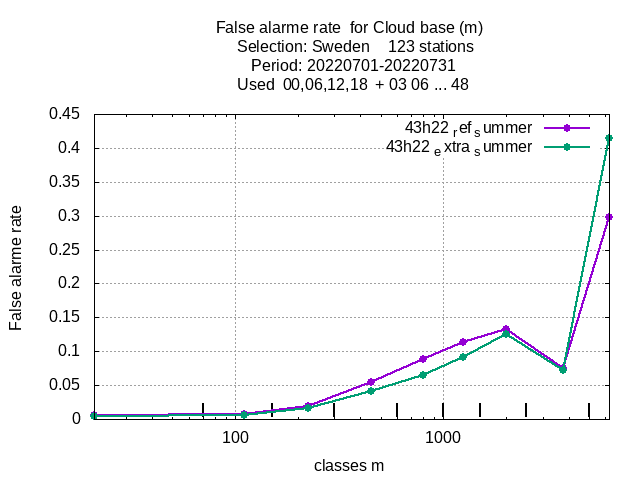 False alarme rate for Cloud base (m)
Selection: Sweden 123 stations
Period: 20220701-20220731
Used 00,06,12,18 + 03 06 ... 48
43h22 ref summer
43h22 extra summer
0.45
0.4
0.35
0.3
0.25
0.2
0.15
0.1
0.05
0
False alarme rate
100 1000
classes m